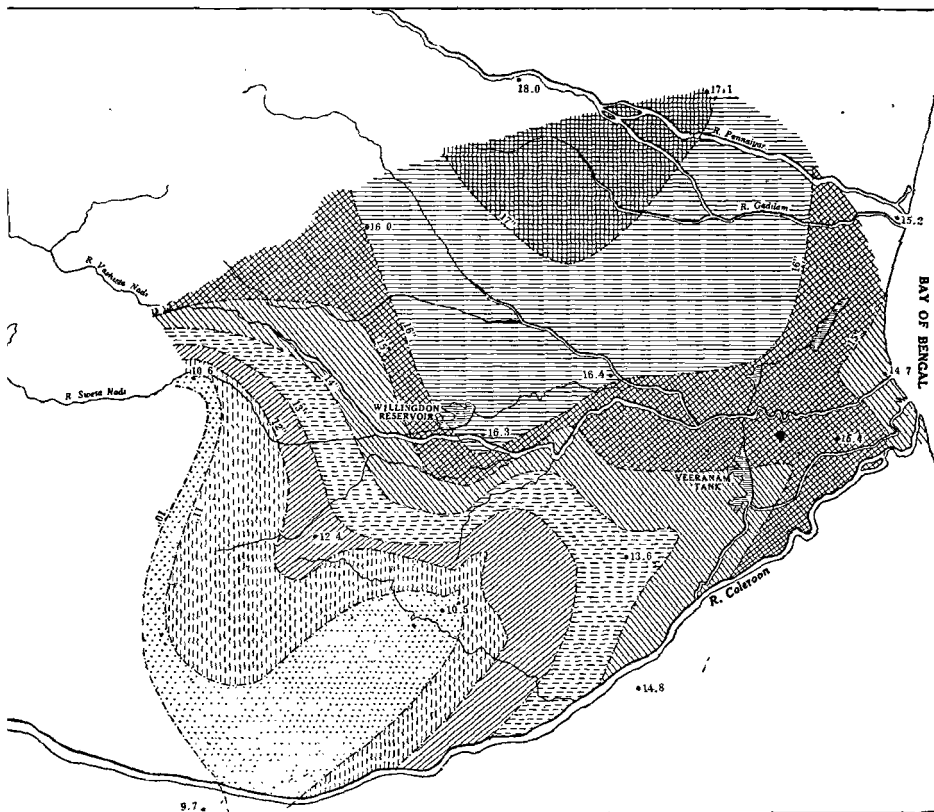 18.0
17.1
R. Pennaiyar
R. Gadilam
15.2
16 0
16"
BAY OF BENGAL
R Vashista Nadi
16"
10.6
R Sweta Nadi
16.4
14 7
WILLINGDON
RESERVOIR
16.3
15.4
VEERANAM
TANK
12 4
13.6
10.5
R. Coleroon
14.8
9.7